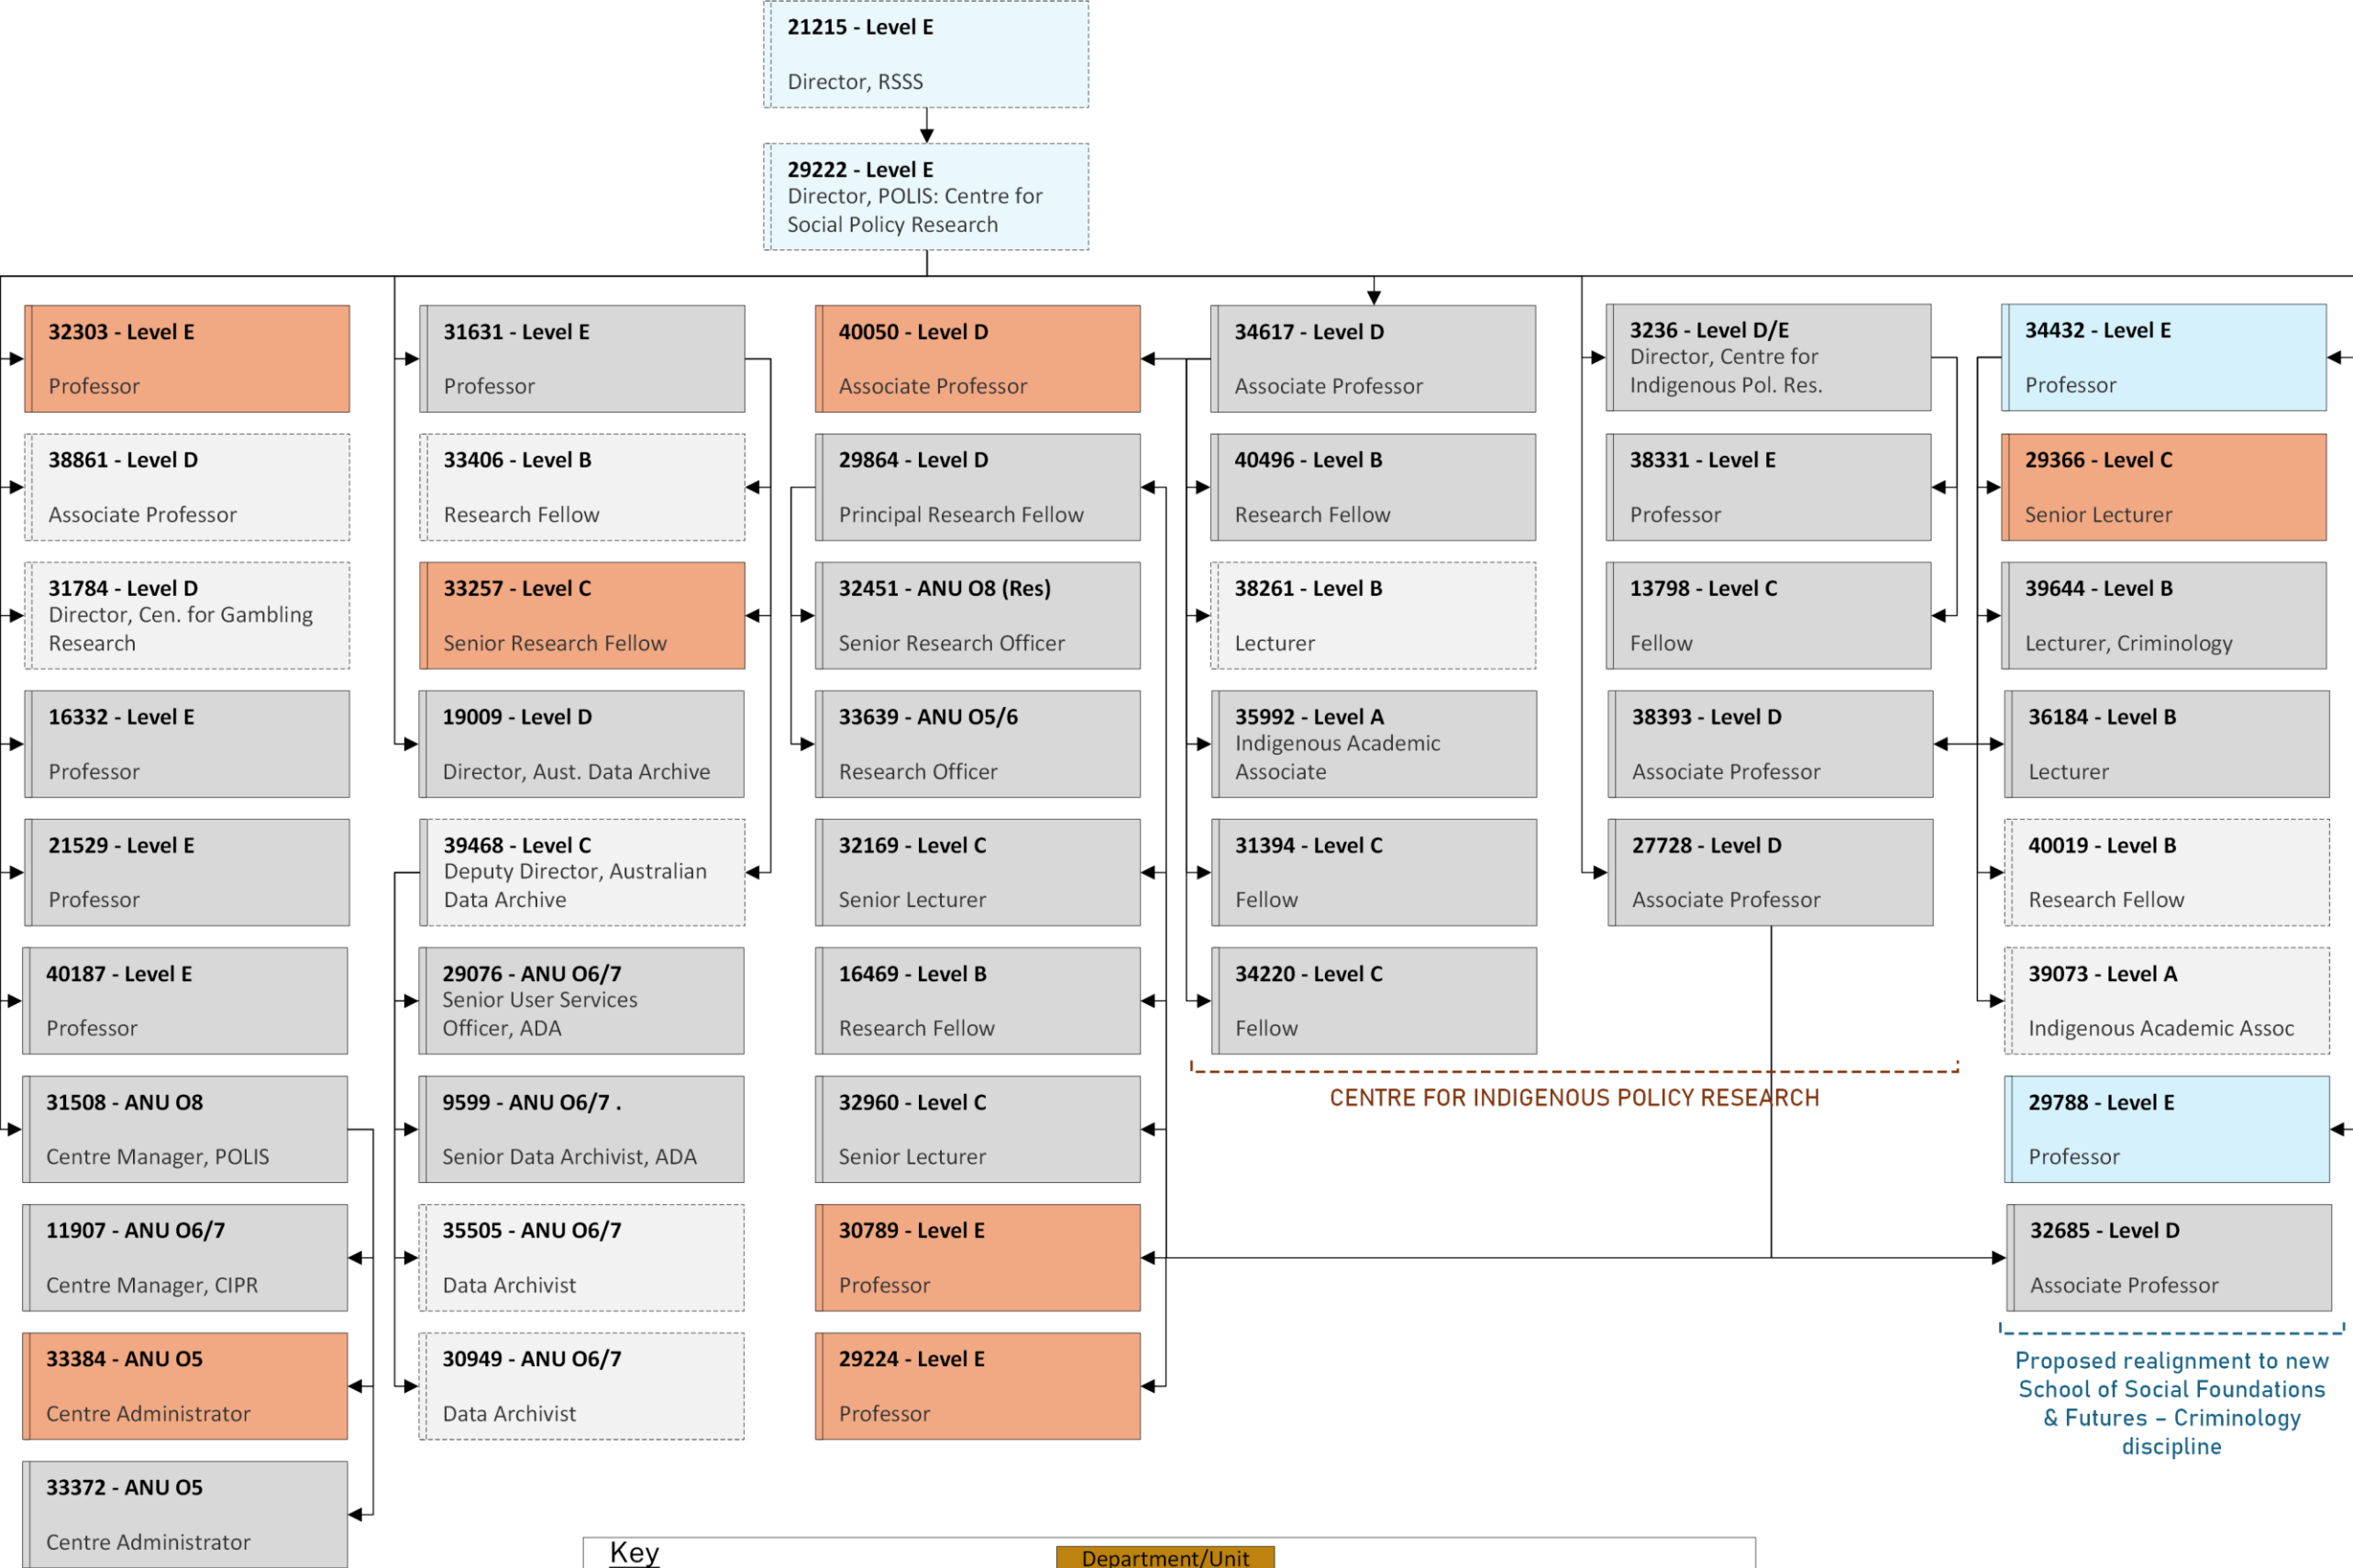 21215 - Level E
Director, RSSS
29222 - Level E
Director, POLIS: Centre for
Social Policy Research
32303 - Level E
Professor
38861 - Level D
Associate Professor
31784 - Level D
Director, Cen. for Gambling
Research
16332 - Level E
Professor
21529 - Level E
Professor
40187 - Level E
Professor
31508 - ANU O8
Centre Manager, POLIS
11907 - ANU O6/7
Centre Manager, CIPR
33384 - ANU O5
Centre Administrator
33372 - ANU O5
Centre Administrator
31631 - Level E
Professor
33406 - Level B
Research Fellow
33257 - Level C
Senior Research Fellow
19009 - Level D
Director, Aust. Data Archive
39468 - Level C
Deputy Director, Australian
Data Archive
29076 - ANU O6/7
Senior User Services
Officer, ADA
9599 - ANU O6/7 .
Senior Data Archivist, ADA
35505 - ANU O6/7
Data Archivist
30949 - ANU O6/7
Data Archivist
40050 - Level D
Associate Professor
29864 - Level D
Principal Research Fellow
32451 - ANU O8 (Res)
Senior Research Officer
33639 - ANU O5/6
Research Officer
32169 - Level C
Senior Lecturer
16469 - Level B
Research Fellow
32960 - Level C
Senior Lecturer
30789 - Level E
Professor
29224 - Level E
Professor
34617 - Level D
Associate Professor
40496 - Level B
Research Fellow
38261 - Level B
Lecturer
35992 - Level A
Indigenous Academic
Associate
31394 - Level C
Fellow
34220 - Level C
Fellow
3236 - Level D/E
Director, Centre for
Indigenous Pol. Res.
38331 - Level E
Professor
13798 - Level C
Fellow
38393 - Level D
Associate Professor
27728 - Level D
Associate Professor
CENTRE FOR INDIGENOUS POLICY RESEARCH
34432 - Level E
Professor
29366 - Level C
Senior Lecturer
39644 - Level B
Lecturer, Criminology
36184 - Level B
Lecturer
40019 - Level B
Research Fellow
39073 - Level A
Indigenous Academic Assoc
29788 - Level E
Professor
32685 - Level D
Associate Professor
Proposed realignment to new
School of Social Foundations
& Futures – Criminology
discipline
Key
Department/Unit